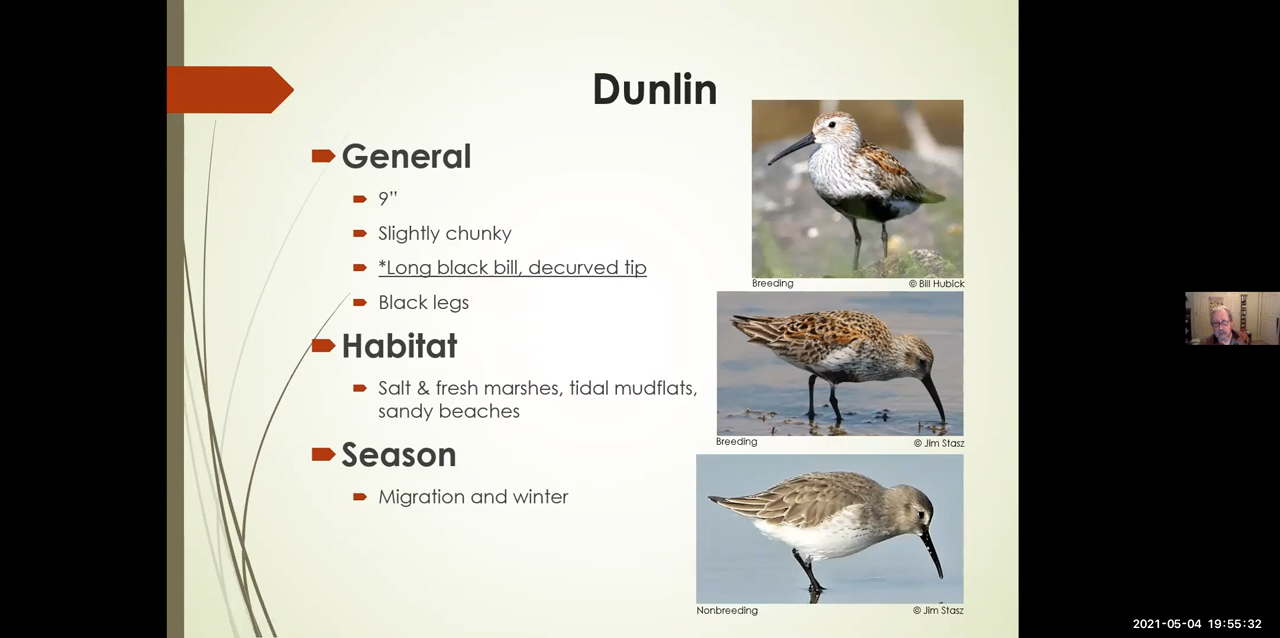 Dunlin
General
9”
Slightly chunky
*Long black bill, decurved tip
Black legs
Habitat
Salt & fresh marshes, tidal mudflats,
sandy beaches
Season
Migration and winter
Breeding © Bill Hubick
Breeding © Jim Stasz
Nonbreeding © Jim Stasz
2021-05-04 19:55:32